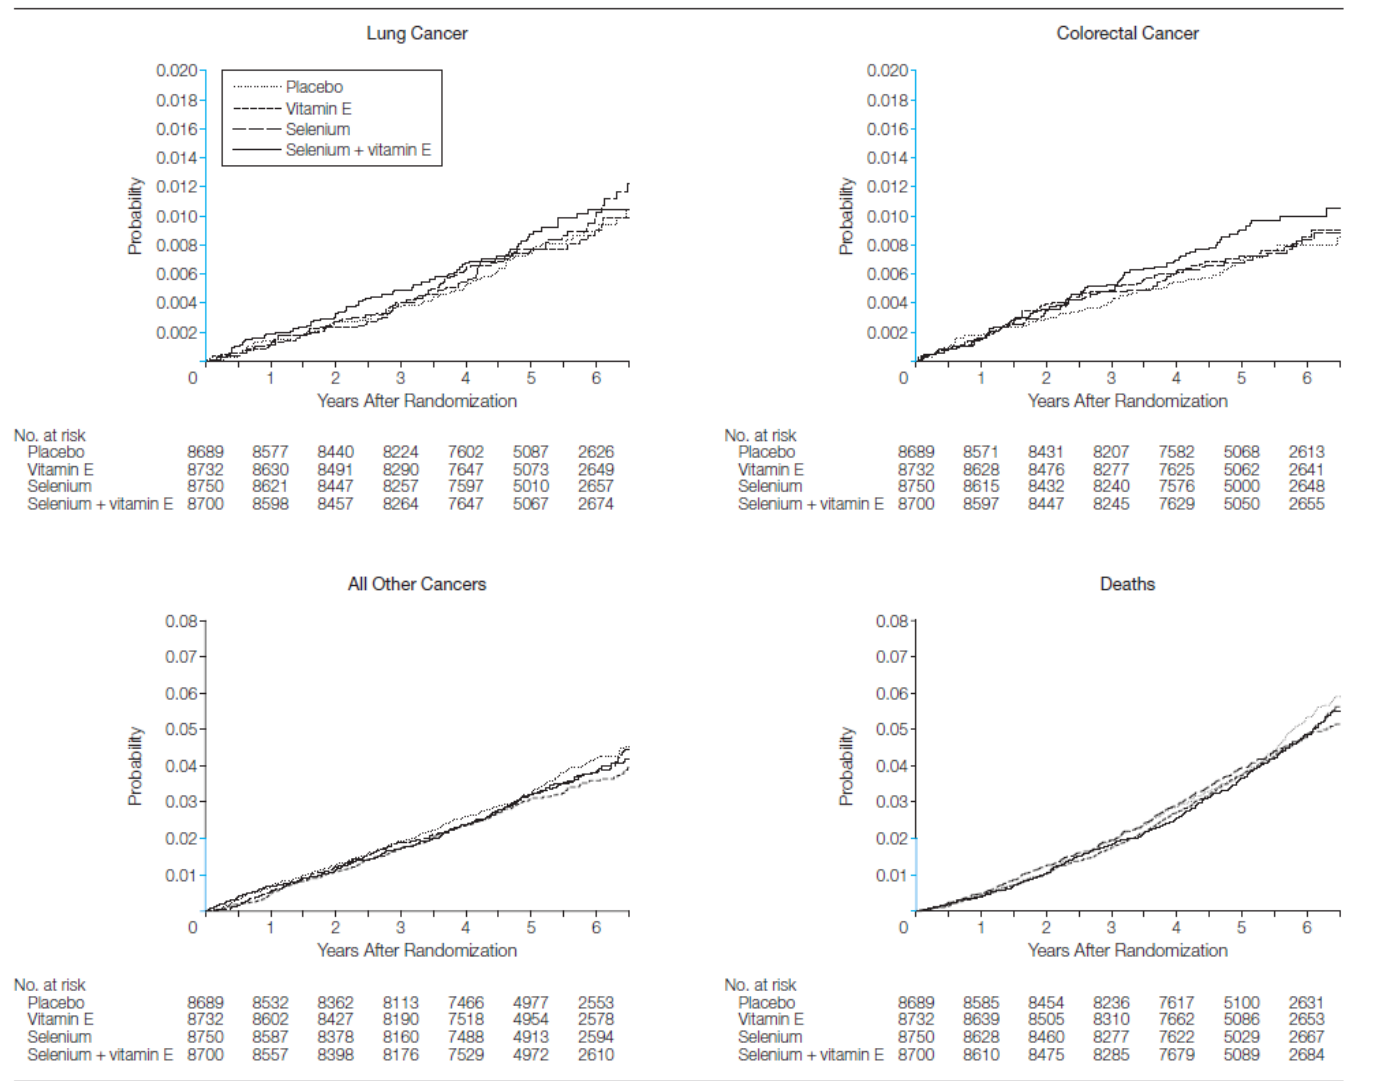 Lung Cancer
0.020
0.018
0.016
0.014
0.012
0.010
0.008
0.006
0.004
0.002
Probability
Placebo
Vitamin E
Selenium
Selenium + vitamin E
0 1 2 3 4 5 6
Years After Randomization
No. at risk
Placebo 8689 8577 8440 8224 7602 5087 2626
Vitamin E 8732 8630 8491 8290 7647 5073 2649
Selenium 8750 8621 8447 8257 7597 5010 2657
Selenium + vitamin E 8700 8598 8457 8264 7647 5067 2674
Colorectal Cancer
0.020
0.018
0.016
0.014
0.012
0.010
0.008
0.006
0.004
0.002
Probability
0 1 2 3 4 5 6
Years After Randomization
No. at risk
Placebo 8689 8571 8431 8207 7582 5068 2613
Vitamin E 8732 8628 8476 8277 7625 5062 2641
Selenium 8750 8615 8432 8240 7576 5000 2648
Selenium + vitamin E 8700 8597 8447 8245 7629 5050 2655
All Other Cancers
0.08
0.07
0.06
0.05
0.04
0.03
0.02
0.01
Probability
0 1 2 3 4 5 6
Years After Randomization
No. at risk
Placebo 8689 8532 8362 8113 7466 4977 2553
Vitamin E 8732 8602 8427 8190 7518 4954 2578
Selenium 8750 8587 8378 8160 7488 4913 2594
Selenium + vitamin E 8700 8557 8398 8176 7529 4972 2610
Deaths
0.08
0.07
0.06
0.05
0.04
0.03
0.02
0.01
Probability
0 1 2 3 4 5 6
Years After Randomization
No. at risk
Placebo 8689 8585 8454 8236 7617 5100 2631
Vitamin E 8732 8639 8505 8310 7662 5086 2653
Selenium 8750 8628 8460 8277 7622 5029 2667
Selenium + vitamin E 8700 8610 8475 8285 7679 5089 2684